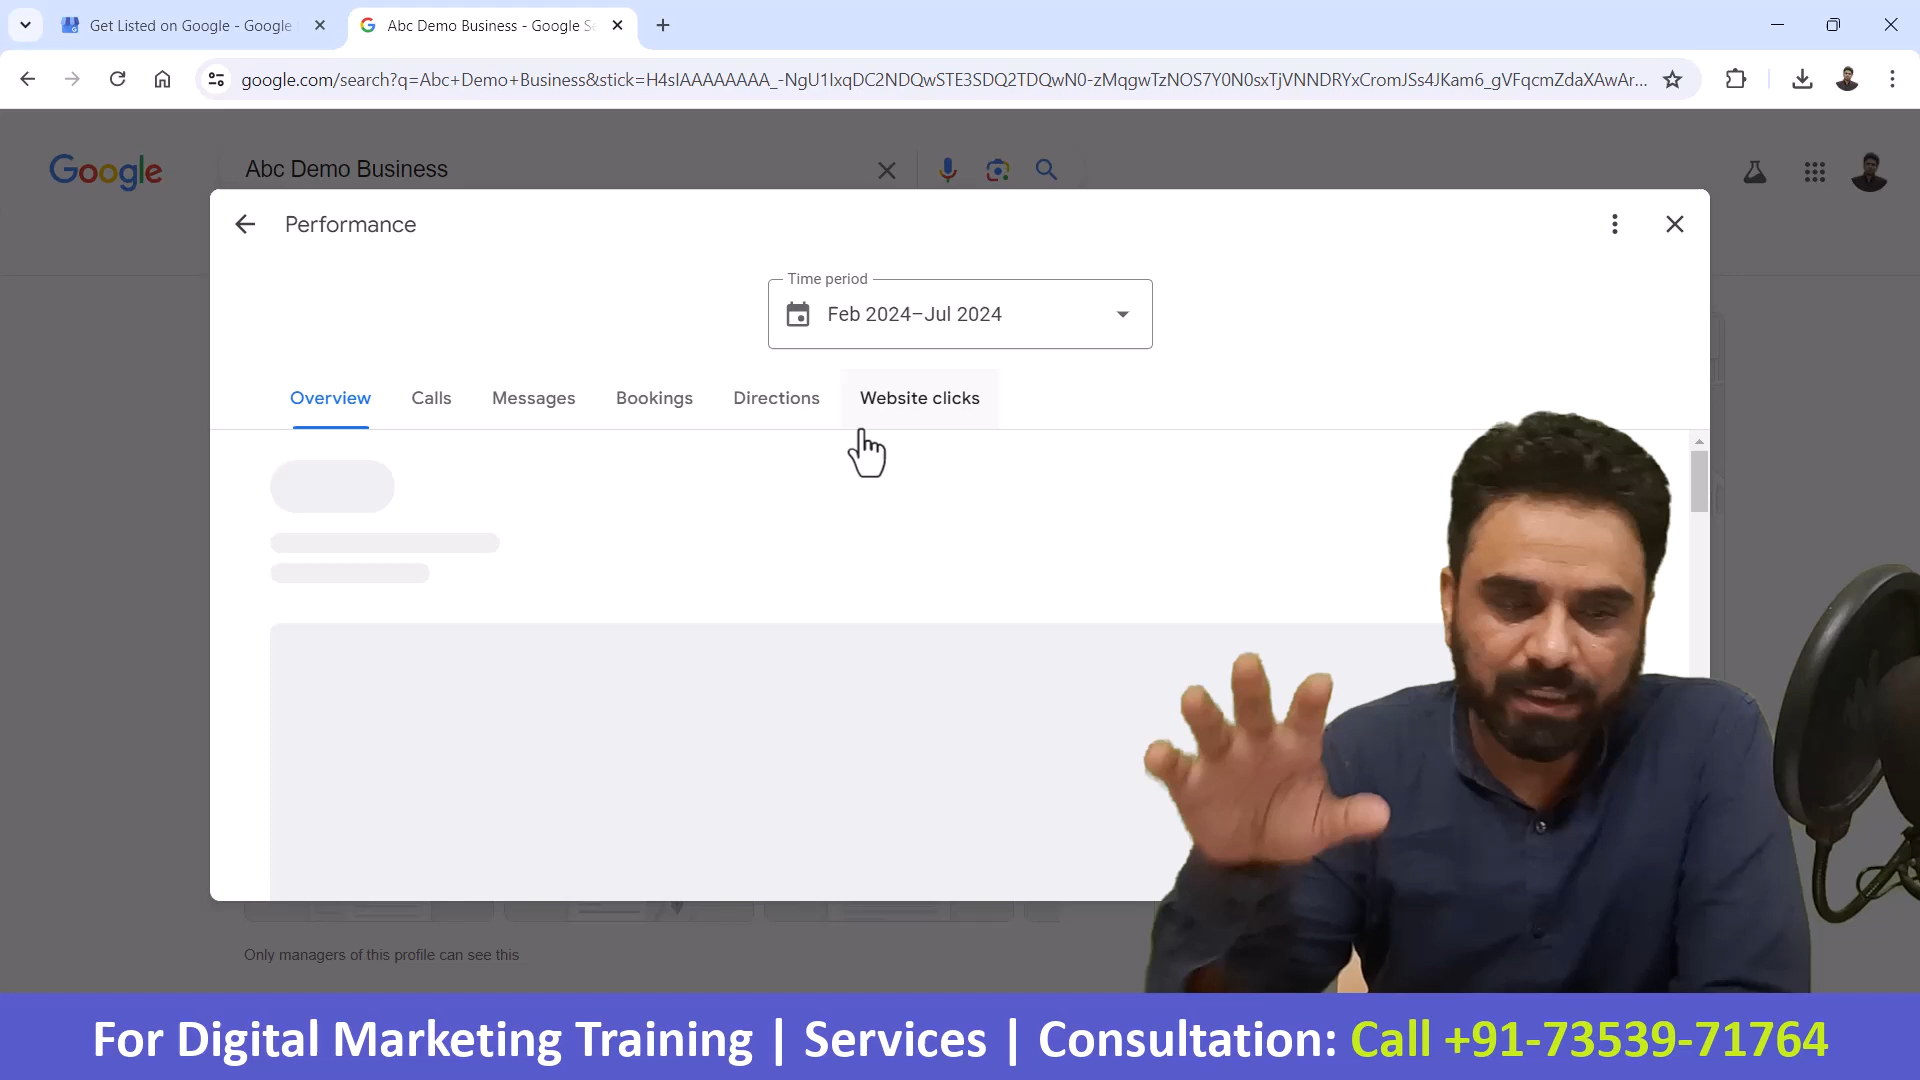 Get Listed on Google - Google
Abc Demo Business - Google Se
google.com/search?q=Abc+Demo+Business&stick=H4sIAAAAAAAA_-NgU1IxqDC2NDQwSTE3SDQ2TDQwN0-zMqgwTzNOS7Y0N0sxTjVNNDRYxCromJSs4JKam6_gVFqcmZdaXAwAr...
Google
Abc Demo Business
Performance
Time period
Feb 2024–Jul 2024
Overview
Calls
Messages
Bookings
Directions
Website clicks
Only managers of this profile can see this
For Digital Marketing Training | Services | Consultation: Call +91-73539-71764